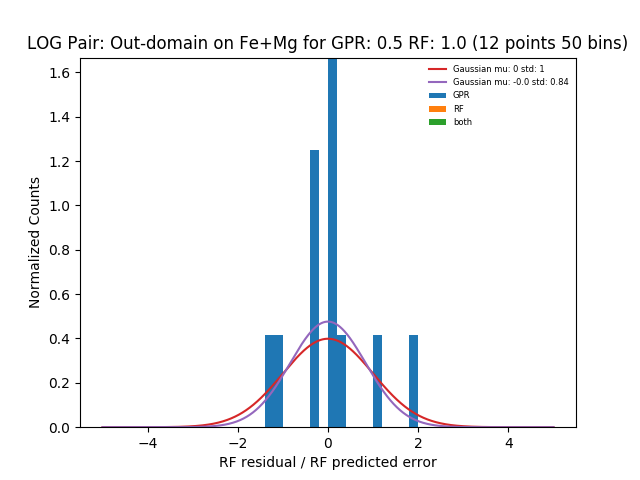 LOG Pair: Out-domain on Fe+Mg for GPR: 0.5 RF: 1.0 (12 points 50 bins)
Gaussian mu: 0 std: 1
Gaussian mu: -0.0 std: 0.84
GPR
RF
both
Normalized Counts
1.6
1.4
1.2
1.0
0.8
0.6
0.4
0.2
0.0
−4
−2
0
2
4
RF residual / RF predicted error